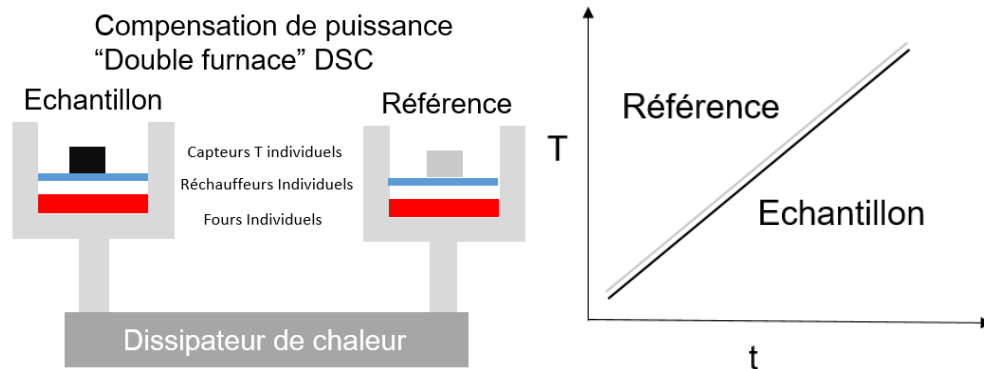 Compensation de puissance
“Double furnace” DSC
Echantillon
Référence
Capteurs T individuels
Réchauffeurs Individuels
Fours Individuels
Dissipateur de chaleur
Référence
T
Echantillon
t